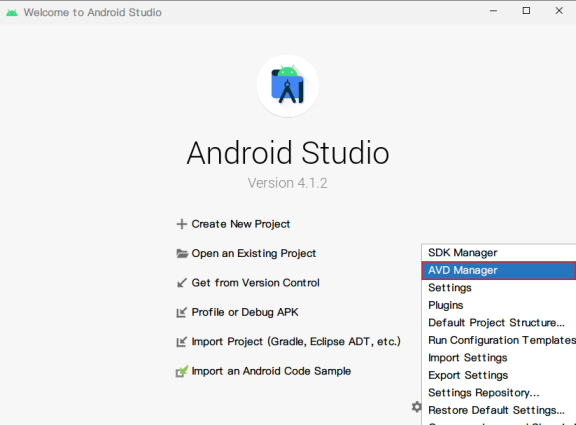 Welcome to Android Studio
Android Studio
Version 4.1.2
Create New Project
Open an Existing Project
Get from Version Control
Profile or Debug APK
Import Project (Gradle, Eclipse ADT, etc.)
Import an Android Code Sample
SDK Manager
AVD Manager
Settings
Plugins
Default Project Structure...
Run Configuration Templates
Import Settings
Export Settings
Settings Repository...
Restore Default Settings...